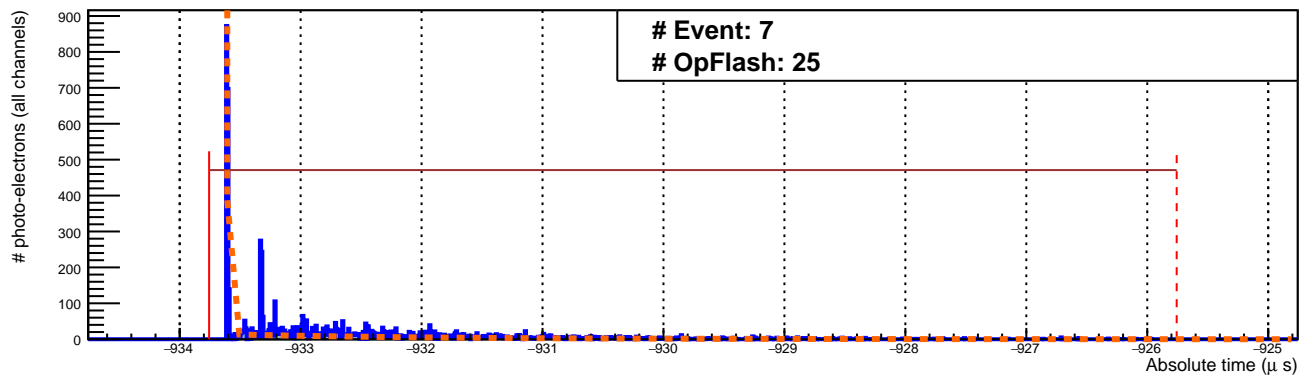 # Event: 7
# OpFlash: 25
# photo-electrons (all channels)
900
800
700
600
500
400
300
200
100
0
−934 −933 −932 −931 −930 −929 −928 −927 −926 −925
Absolute time (μ s)